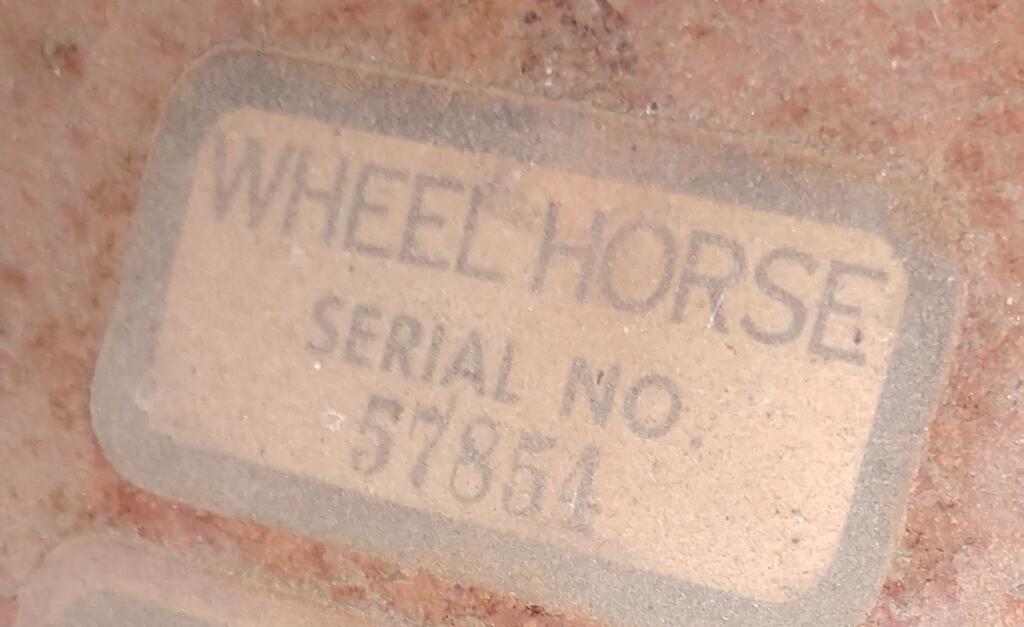 WHEEL HORSE
SERIAL NO.
57854